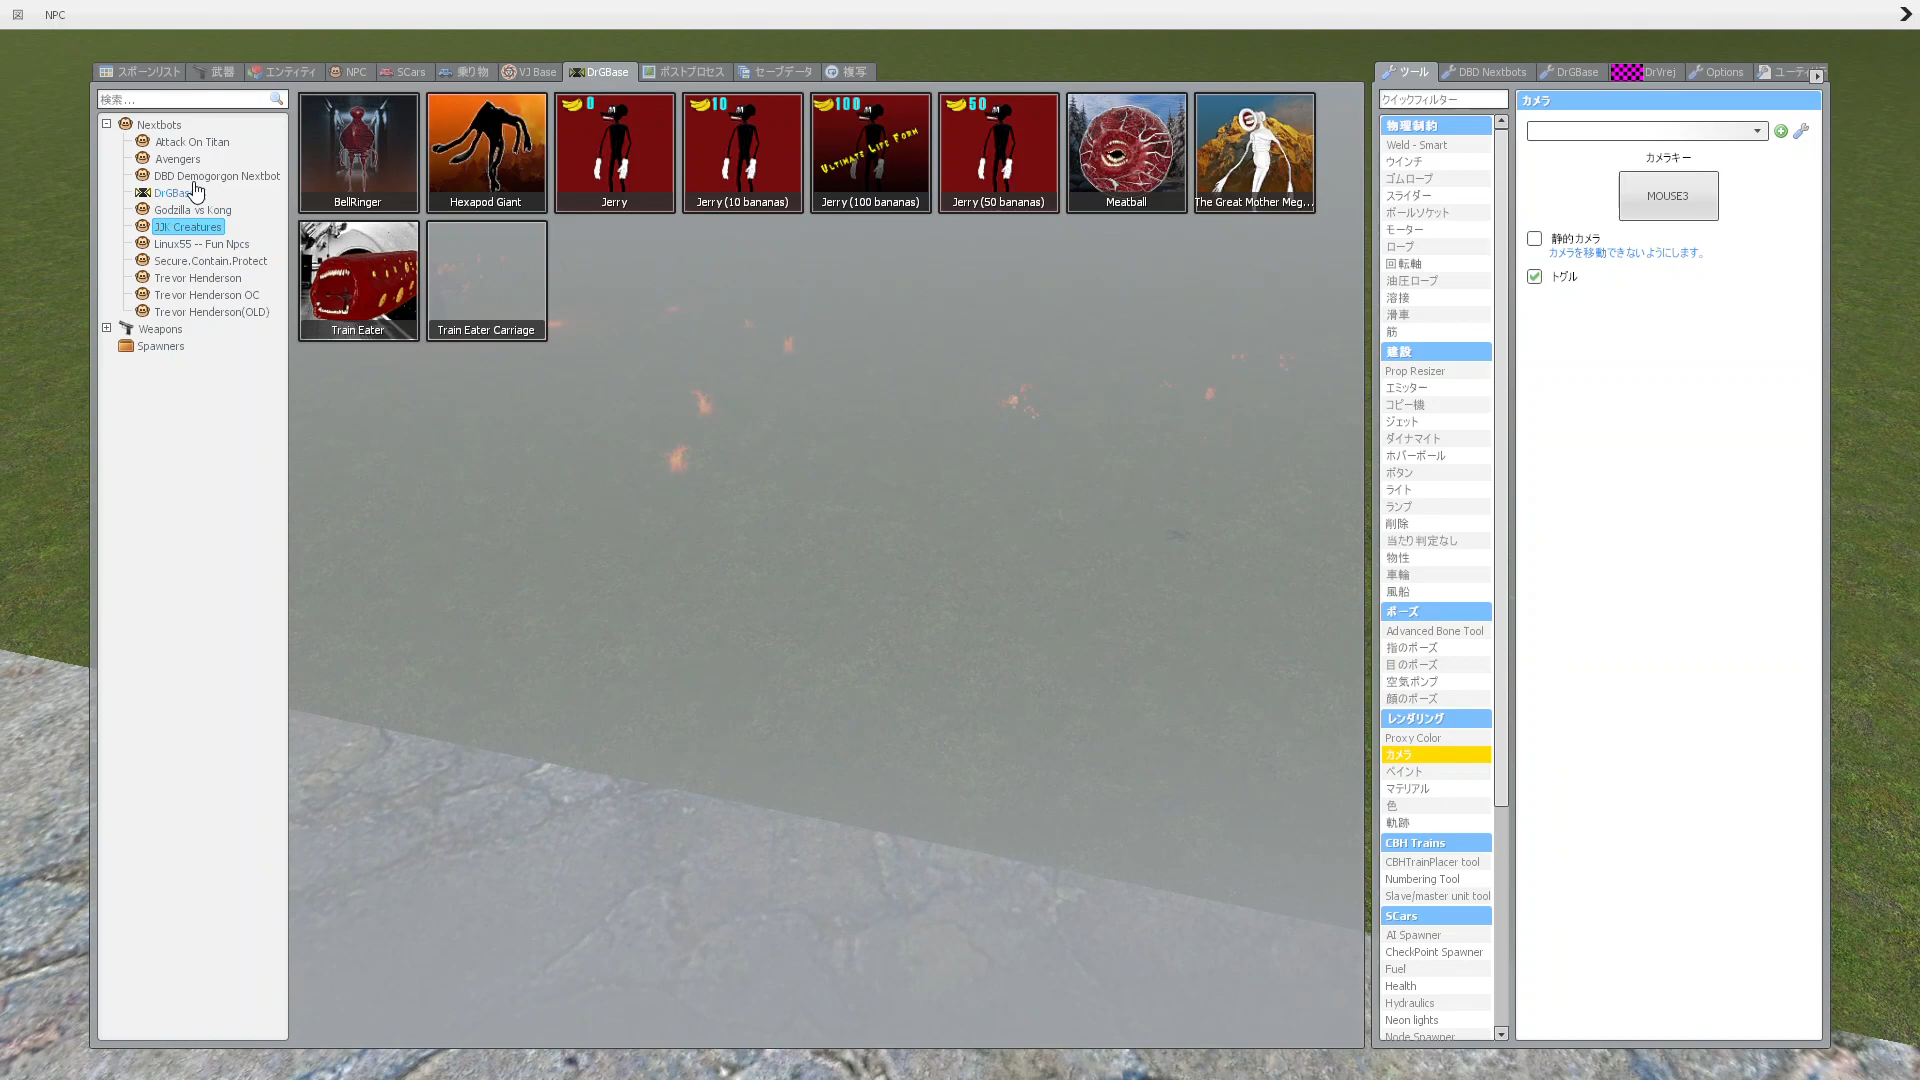 NPC
スポーンリスト
武器
エンティティ
NPC
SCars
乗り物
VJ Base
DrGBase
ポストプロセス
セーブデータ
複写
検索...
Nextbots
Attack On Titan
Avengers
DBD Demogorgon Nextbot
DrGBas
Godzilla vs Kong
JJK Creatures
Linux55 -- Fun Npcs
Secure.Contain.Protect
Trevor Henderson
Trevor Henderson OC
Trevor Henderson(OLD)
Weapons
Spawners
BellRinger
Hexapod Giant
0
Jerry
10
Jerry (10 bananas)
100
ULTIMATE LIFE FORM
Jerry (100 bananas)
50
Jerry (50 bananas)
Meatball
The Great Mother Meg...
Train Eater
Train Eater Carriage
ツール
DBD Nextbots
DrGBase
DrVrej
Options
ユーティリ
クイックフィルター
物理制約
Weld - Smart
ウインチ
ゴムロープ
スライダー
ボールソケット
モーター
ロープ
回転軸
油圧ロープ
溶接
滑車
筋
建設
Prop Resizer
エミッター
コピー機
ジェット
ダイナマイト
ホバーボール
ボタン
ライト
ランプ
削除
当たり判定なし
物性
車輪
風船
ポーズ
Advanced Bone Tool
指のポーズ
目のポーズ
空気ポンプ
顔のポーズ
レンダリング
Proxy Color
カメラ
ペイント
マテリアル
色
軌跡
CBH Trains
CBHTrainPlacer tool
Numbering Tool
Slave/master unit tool
SCars
AI Spawner
CheckPoint Spawner
Fuel
Health
Hydraulics
Neon lights
Node Spawner
カメラ
カメラキー
MOUSE3
静的カメラ
カメラを移動できないようにします。
トグル